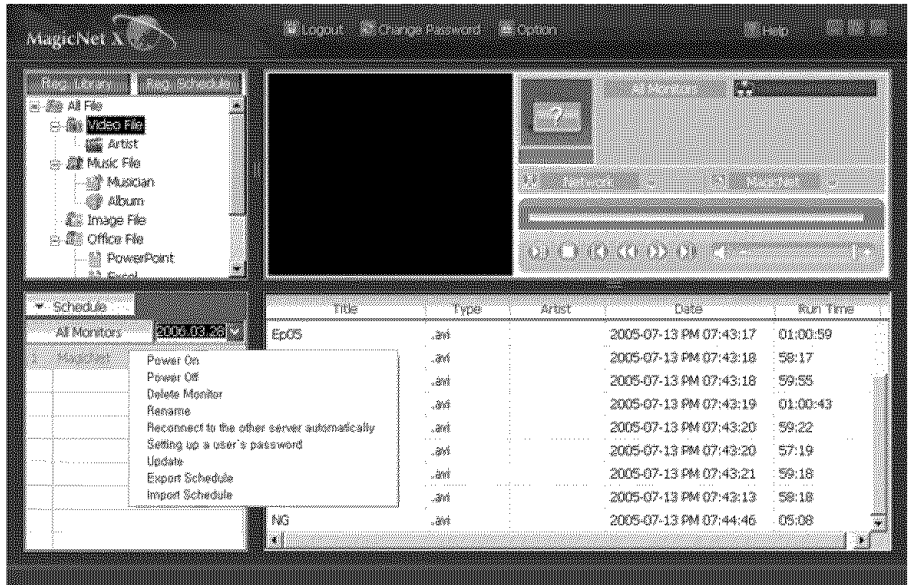 MagicNet X
Logout Change Password Option Help
Reg. Library Reg. Schedule
All File
Video File
Artist
Music File
Musician
Album
Image File
Office File
PowerPoint
Excel
All Monitors
Network MagicNet
Schedule
All Monitors 2006.03.28
1 MagicNet
Power On
Power Off
Delete Monitor
Rename
Reconnect to the other server automatically
Setting up a user's password
Update
Export Schedule
Import Schedule
Title Type Artist Date Run Time
Ep05 .avi 2005-07-13 PM 07:43:17 01:00:59
.avi 2005-07-13 PM 07:43:18 58:17
.avi 2005-07-13 PM 07:43:18 59:55
.avi 2005-07-13 PM 07:43:19 01:00:43
.avi 2005-07-13 PM 07:43:20 59:22
.avi 2005-07-13 PM 07:43:20 57:19
.avi 2005-07-13 PM 07:43:21 59:18
.avi 2005-07-13 PM 07:43:13 58:18
NG .avi 2005-07-13 PM 07:44:46 05:08